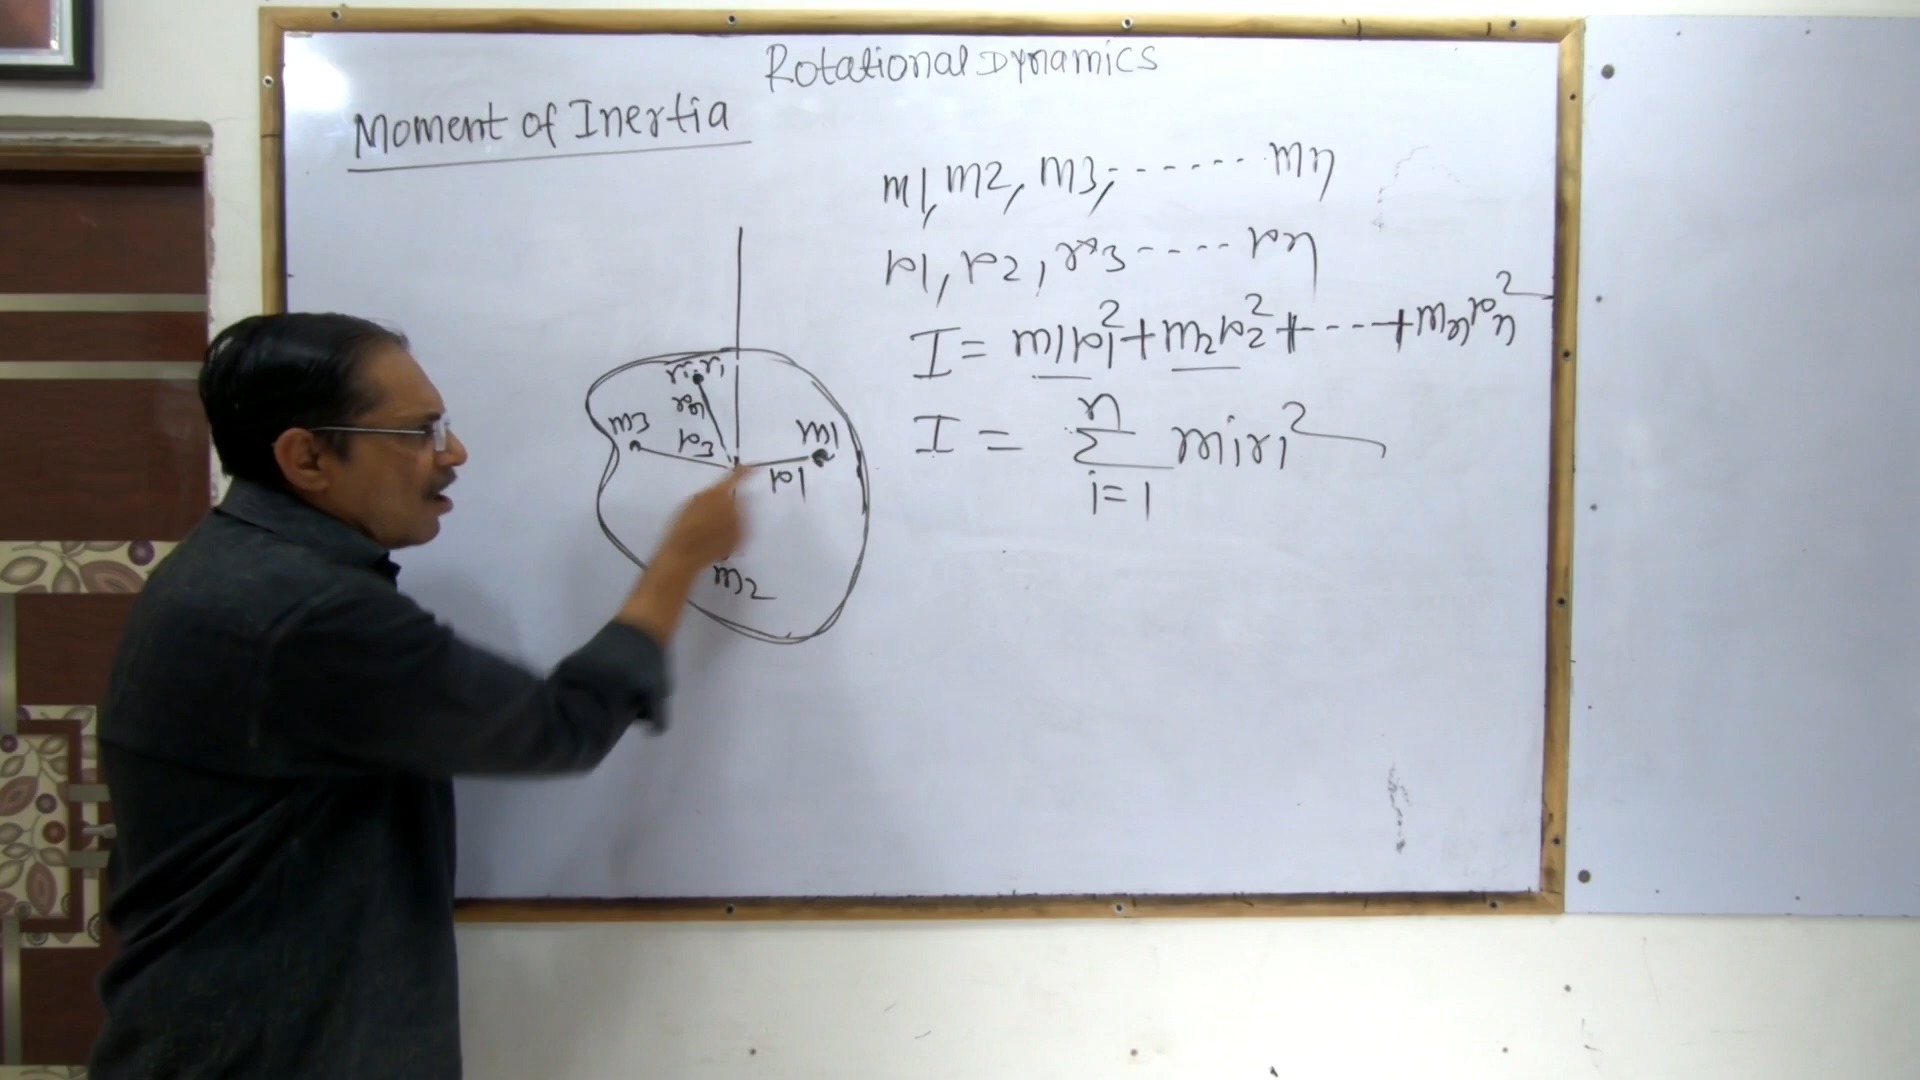 Rotational Dynamics
Moment of Inertia
m1, m2, m3, ------ mn
r1, r2, r3 ---- rn
I = m1r1² + m2r2² + --- + mnrn²
I = n∑i=1 miri²
m3
r3
m1
r1
m2